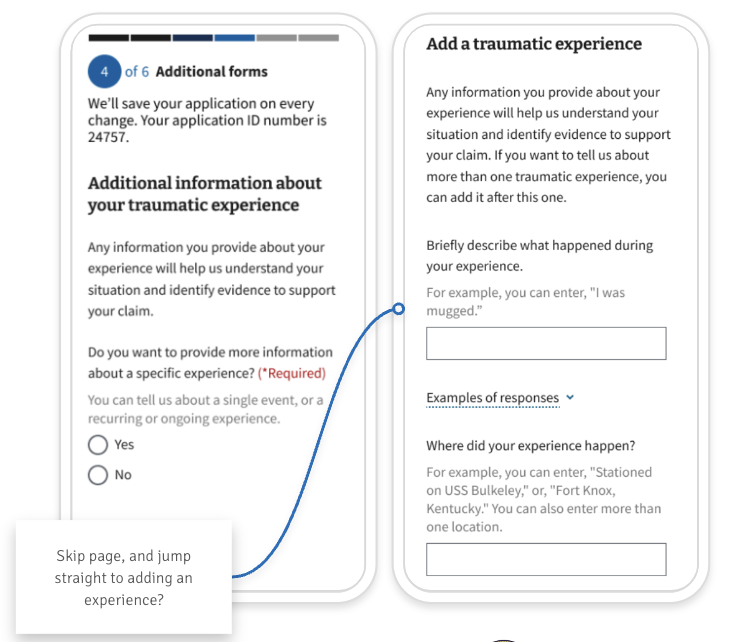 4 of 6 Additional forms
We'll save your application on every
change. Your application ID number is
24757.
Additional information about
your traumatic experience
Any information you provide about your
experience will help us understand your
situation and identify evidence to support
your claim.
Do you want to provide more information
about a specific experience? (*Required)
You can tell us about a single event, or a
recurring or ongoing experience.
Yes
No
Skip page, and jump
straight to adding an
experience?
Add a traumatic experience
Any information you provide about your
experience will help us understand your
situation and identify evidence to support
your claim. If you want to tell us about
more than one traumatic experience, you
can add it after this one.
Briefly describe what happened during
your experience.
For example, you can enter, "I was
mugged."
Examples of responses
Where did your experience happen?
For example, you can enter, "Stationed
on USS Bulkeley," or, "Fort Knox,
Kentucky." You can also enter more than
one location.